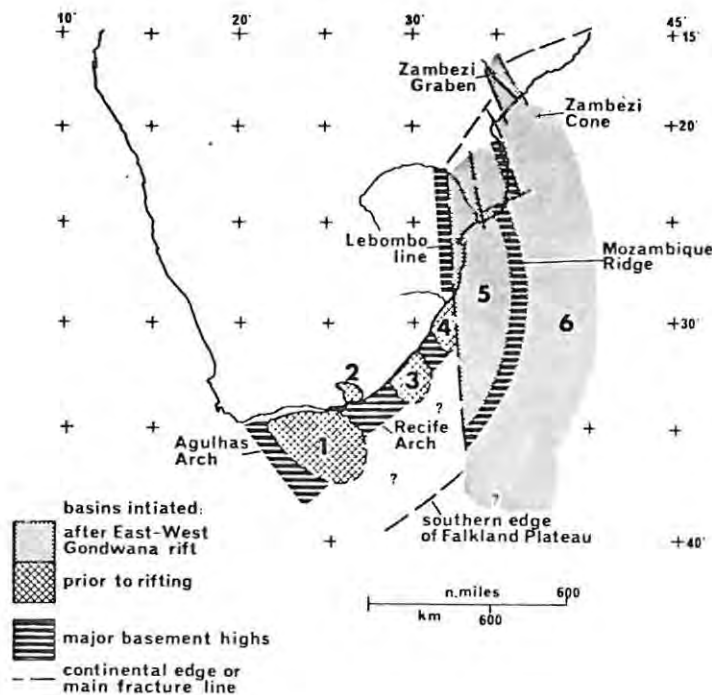 10° 20° 30° 45°
15°
Zambezi
Graben
Zambezi
Cone
20°
Lebombo
line
Mozambique
Ridge
5
6
4
30°
2
3
?
1
Recife
Arch
Agulhas
Arch
?
?
southern edge
of Falkland Plateau
40°
basins intiated:
after East-West
Gondwana rift
prior to rifting
major basement highs
continental edge or
main fracture line
n.miles 600
km 600